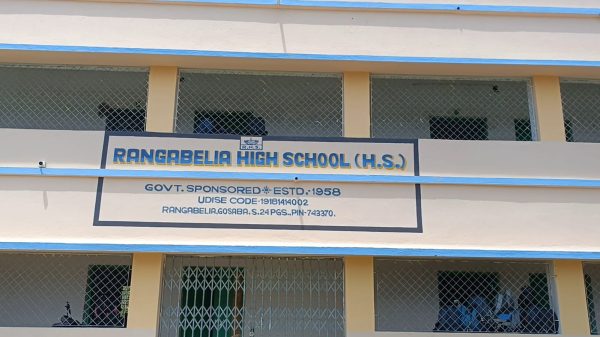 R.H.S.
RANGABELIA HIGH SCHOOL (H.S.)
GOVT. SPONSORED ESTD.-1958
UDISE CODE-19181414002
RANGABELIA.GOSABA.S.24 PGS.,PIN-743370.